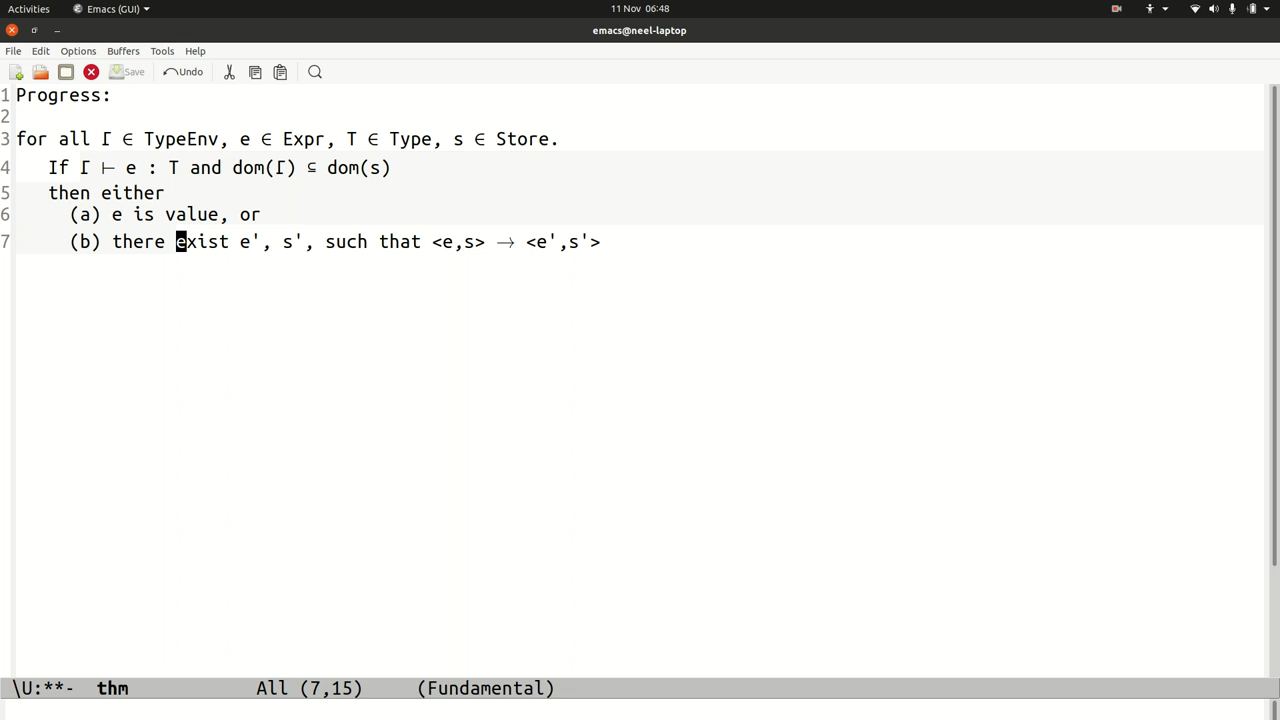 Activities Emacs (GUI) 11 Nov 06:48
emacs@neel-laptop
File Edit Options Buffers Tools Help
Save Undo
1 Progress:
2
3 for all Γ ∈ TypeEnv, e ∈ Expr, T ∈ Type, s ∈ Store.
4 If Γ ⊢ e : T and dom(Γ) ⊆ dom(s)
5 then either
6 (a) e is value, or
7 (b) there exist e', s', such that <e,s> → <e',s'>
\U:**- thm All (7,15) (Fundamental)